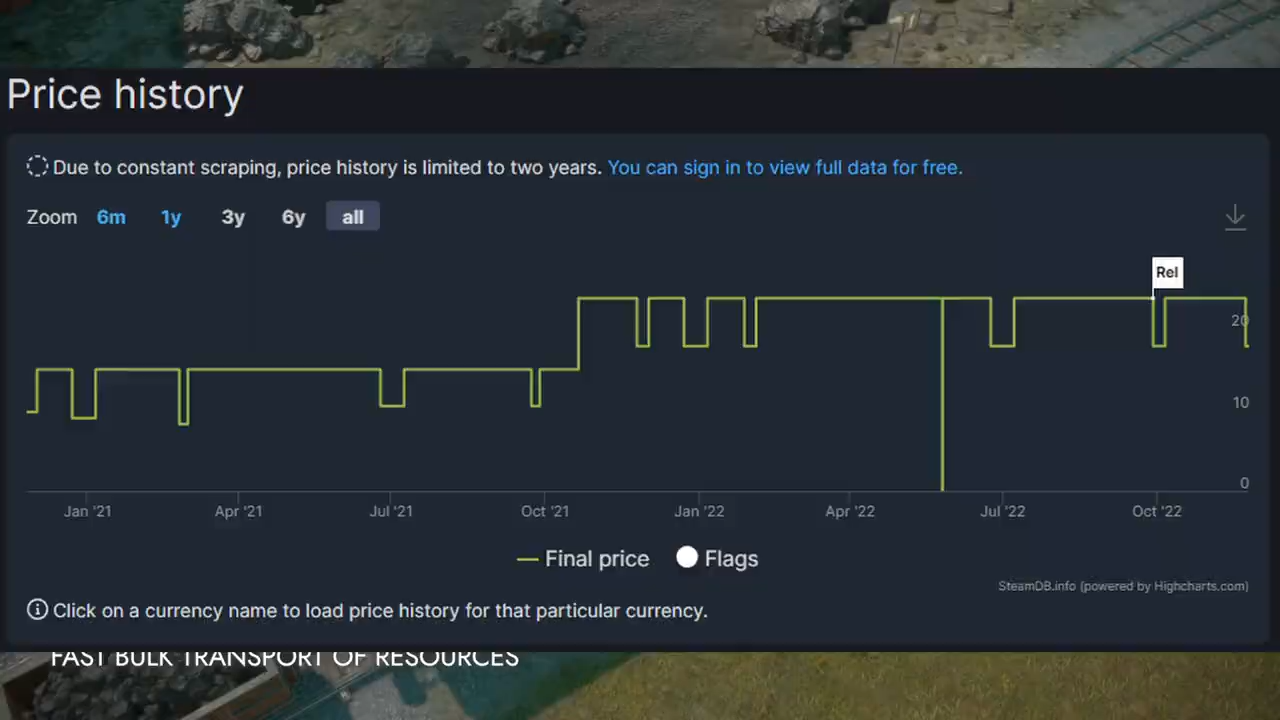 Price history
Due to constant scraping, price history is limited to two years. You can sign in to view full data for free.
Zoom 6m 1y 3y 6y all
Rel
20
10
0
Jan '21 Apr '21 Jul '21 Oct '21 Jan '22 Apr '22 Jul '22 Oct '22
Final price Flags
SteamDB.info (powered by Highcharts.com)
Click on a currency name to load price history for that particular currency.
FAST BULK TRANSPORT OF RESOURCES